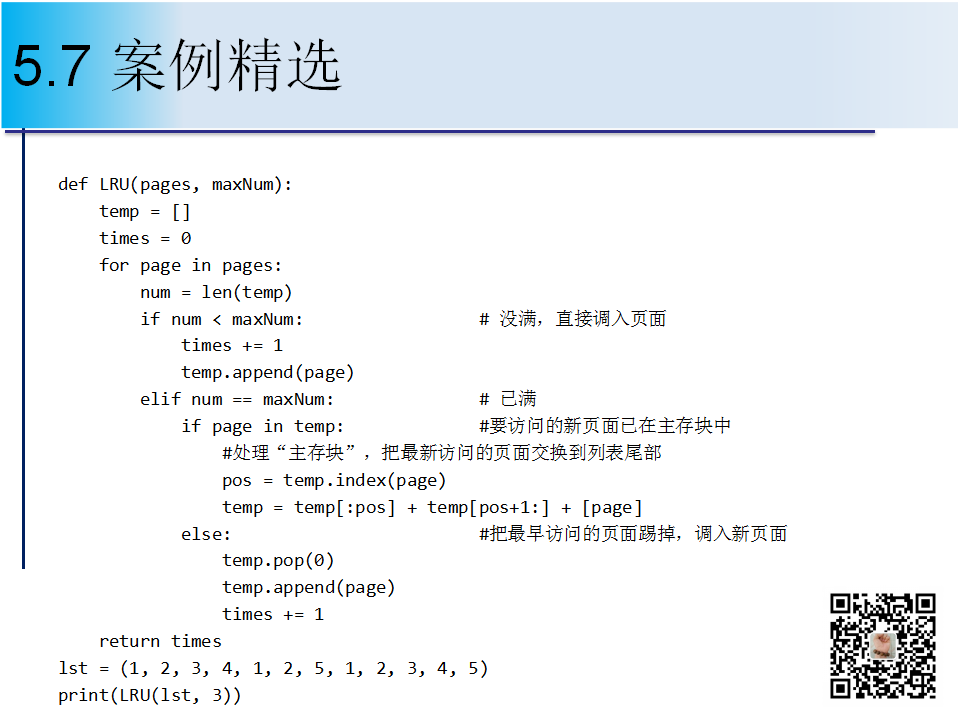 5.7 案例精选
def LRU(pages, maxNum):
    temp = []
    times = 0
    for page in pages:
        num = len(temp)
        if num < maxNum:                 # 没满，直接调入页面
            times += 1
            temp.append(page)
        elif num == maxNum:              # 已满
            if page in temp:             #要访问的新页面已在主存块中
                #处理“主存块”，把最新访问的页面交换到列表尾部
                pos = temp.index(page)
                temp = temp[:pos] + temp[pos+1:] + [page]
            else:                        #把最早访问的页面踢掉，调入新页面
                temp.pop(0)
                temp.append(page)
                times += 1
    return times
lst = (1, 2, 3, 4, 1, 2, 5, 1, 2, 3, 4, 5)
print(LRU(lst, 3))